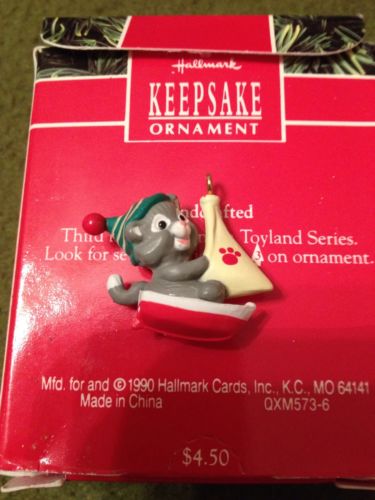 Hallmark
KEEPSAKE
ORNAMENT
Third Toyland Series.
Look for on ornament.
Mfd. for and © 1990 Hallmark Cards, Inc., K.C., MO 64141
Made in China QXM573-6
$4.50